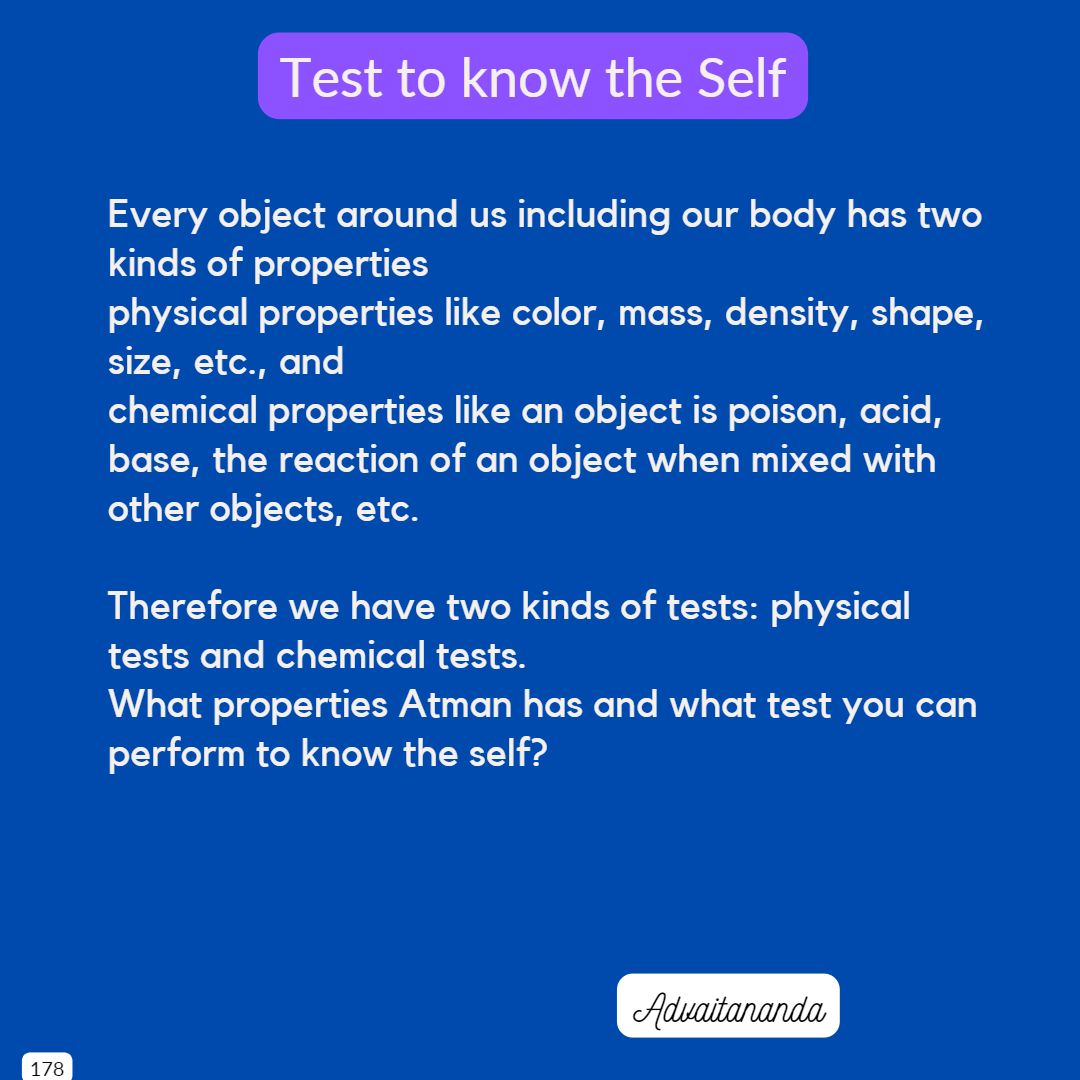 Test to know the Self
Every object around us including our body has two
kinds of properties
physical properties like color, mass, density, shape,
size, etc., and
chemical properties like an object is poison, acid,
base, the reaction of an object when mixed with
other objects, etc.
Therefore we have two kinds of tests: physical
tests and chemical tests.
What properties Atman has and what test you can
perform to know the self?
Advaitananda
178